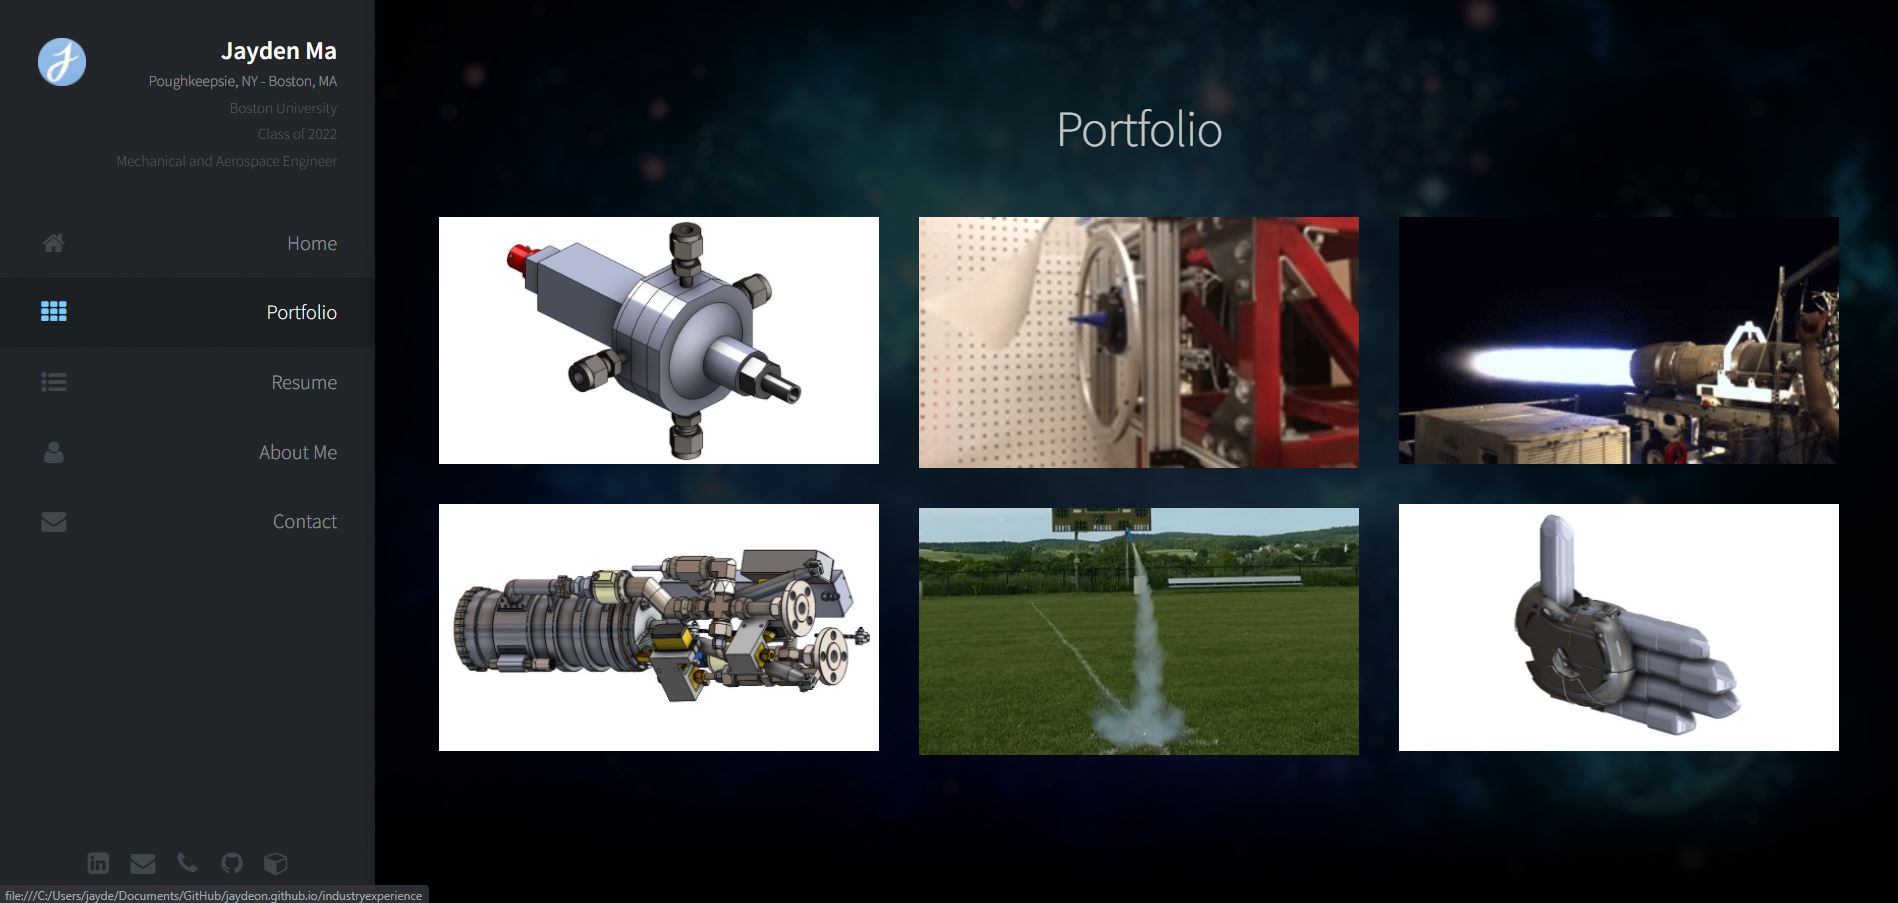 Jayden Ma
Poughkeepsie, NY - Boston, MA
Boston University
Class of 2022
Mechanical and Aerospace Engineer
Home
Portfolio
Resume
About Me
Contact
Portfolio
file:///C:/Users/jayde/Documents/GitHub/jaydeon.github.io/industryexperience